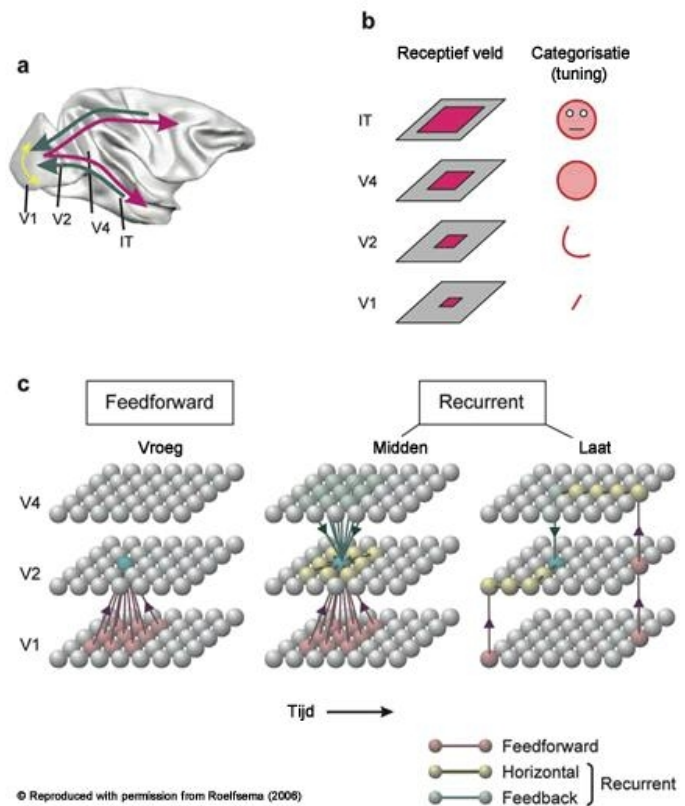 a
V1
V2
V4
IT
b
Receptief veld
Categorisatie
(tuning)
IT
V4
V2
V1
c
Feedforward
Recurrent
Vroeg
Midden
Laat
V4
V2
V1
Tijd
Feedforward
Horizontal
Feedback
Recurrent
© Reproduced with permission from Roelfsema (2006)